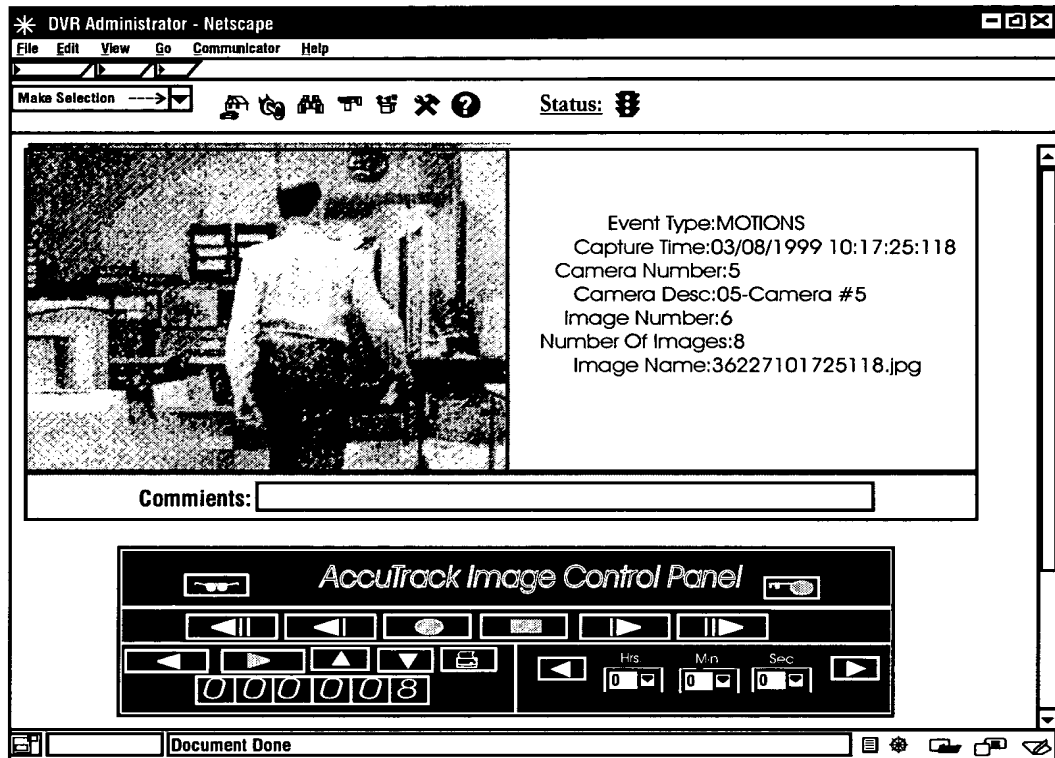 DVR Administrator - Netscape
File Edit View Go Communicator Help
Make Selection ---->
Status:
Event Type:MOTIONS
Capture Time:03/08/1999 10:17:25:118
Camera Number:5
Camera Desc:05-Camera #5
Image Number:6
Number Of Images:8
Image Name:36227101725118.jpg
Commients:
AccuTrack Image Control Panel
Hrs. Min Sec
000008 0 0 0
Document Done